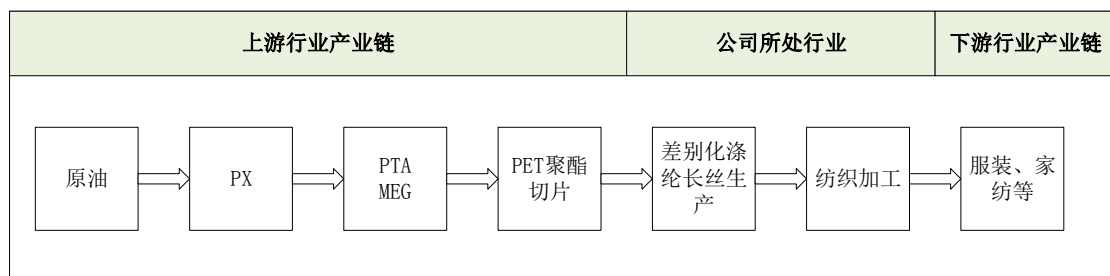 上游行业产业链
公司所处行业
下游行业产业链
原油
PX
PTA
MEG
PET聚酯
切片
差别化涤
纶长丝生
产
纺织加工
服装、家
纺等